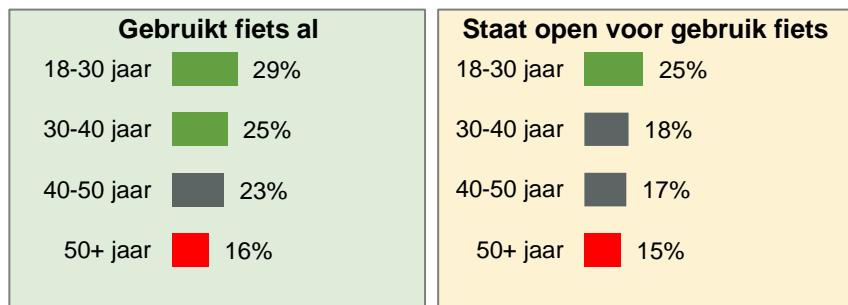 Gebruikt fiets al
18-30 jaar 29%
30-40 jaar 25%
40-50 jaar 23%
50+ jaar 16%
Staat open voor gebruik fiets
18-30 jaar 25%
30-40 jaar 18%
40-50 jaar 17%
50+ jaar 15%